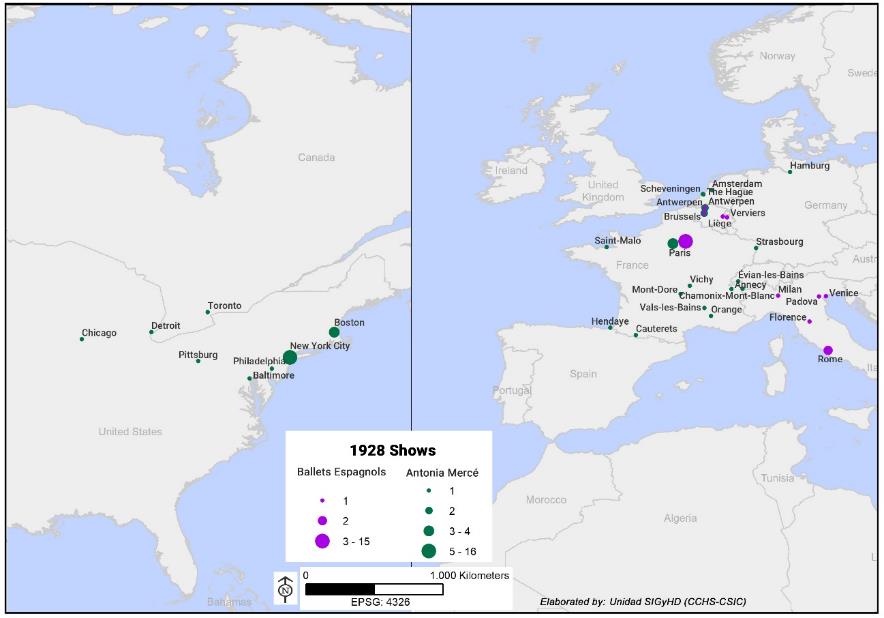 Norway
Swede
Canada
Ireland
United
Kingdom
Hamburg
Scheveningen
Amsterdam
The Hague
Antwerpen
Antwerpen
Brussels
Verviers
Liège
Germany
Saint-Malo
Paris
Strasbourg
France
Austr
Vichy
Évian-les-Bains
Annecy
Mont-Dore
Chamonix-Mont-Blanc
Milan
Venice
Padova
Vals-les-Bains
Orange
Florence
Hendaye
Cauterets
Rome
Ita
Spain
Portugal
Toronto
Chicago
Detroit
Boston
New York City
Pittsburg
Philadelphia
Baltimore
United States
Morocco
Algeria
Tunisia
L
Bahamas
1928 Shows
Ballets Espagnols
Antonia Mercé
1
2
3 - 15
1
2
3 - 4
5 - 16
N
0
1.000 Kilometers
EPSG: 4326
Elaborated by: Unidad SIGyHD (CCHS-CSIC)